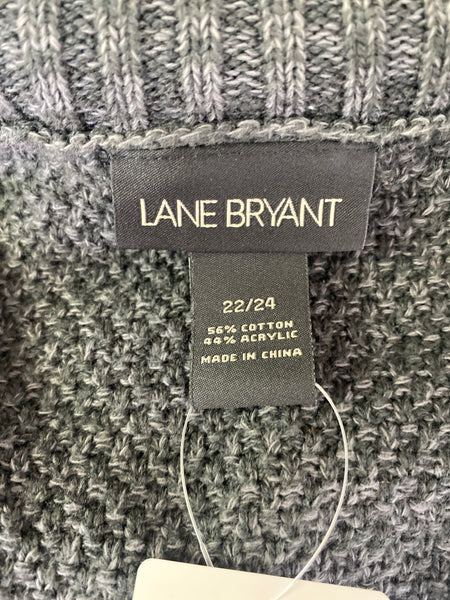 LANE BRYANT
22/24
56% COTTON
44% ACRYLIC
MADE IN CHINA